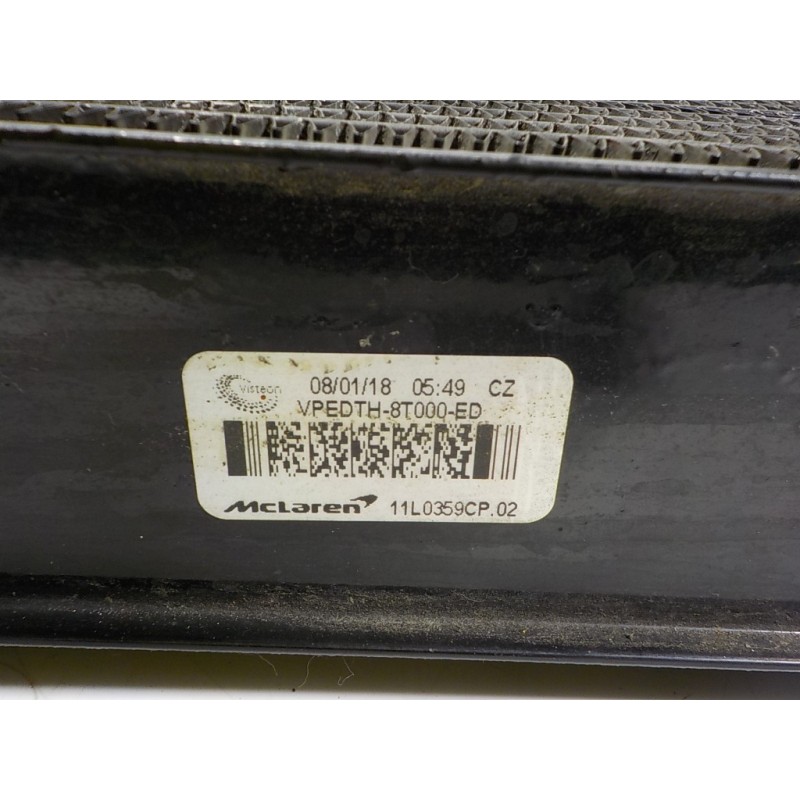 Visteon
08/01/18 05:49 CZ
VPEDTH-8T000-ED
McLaren 11L0359CP.02